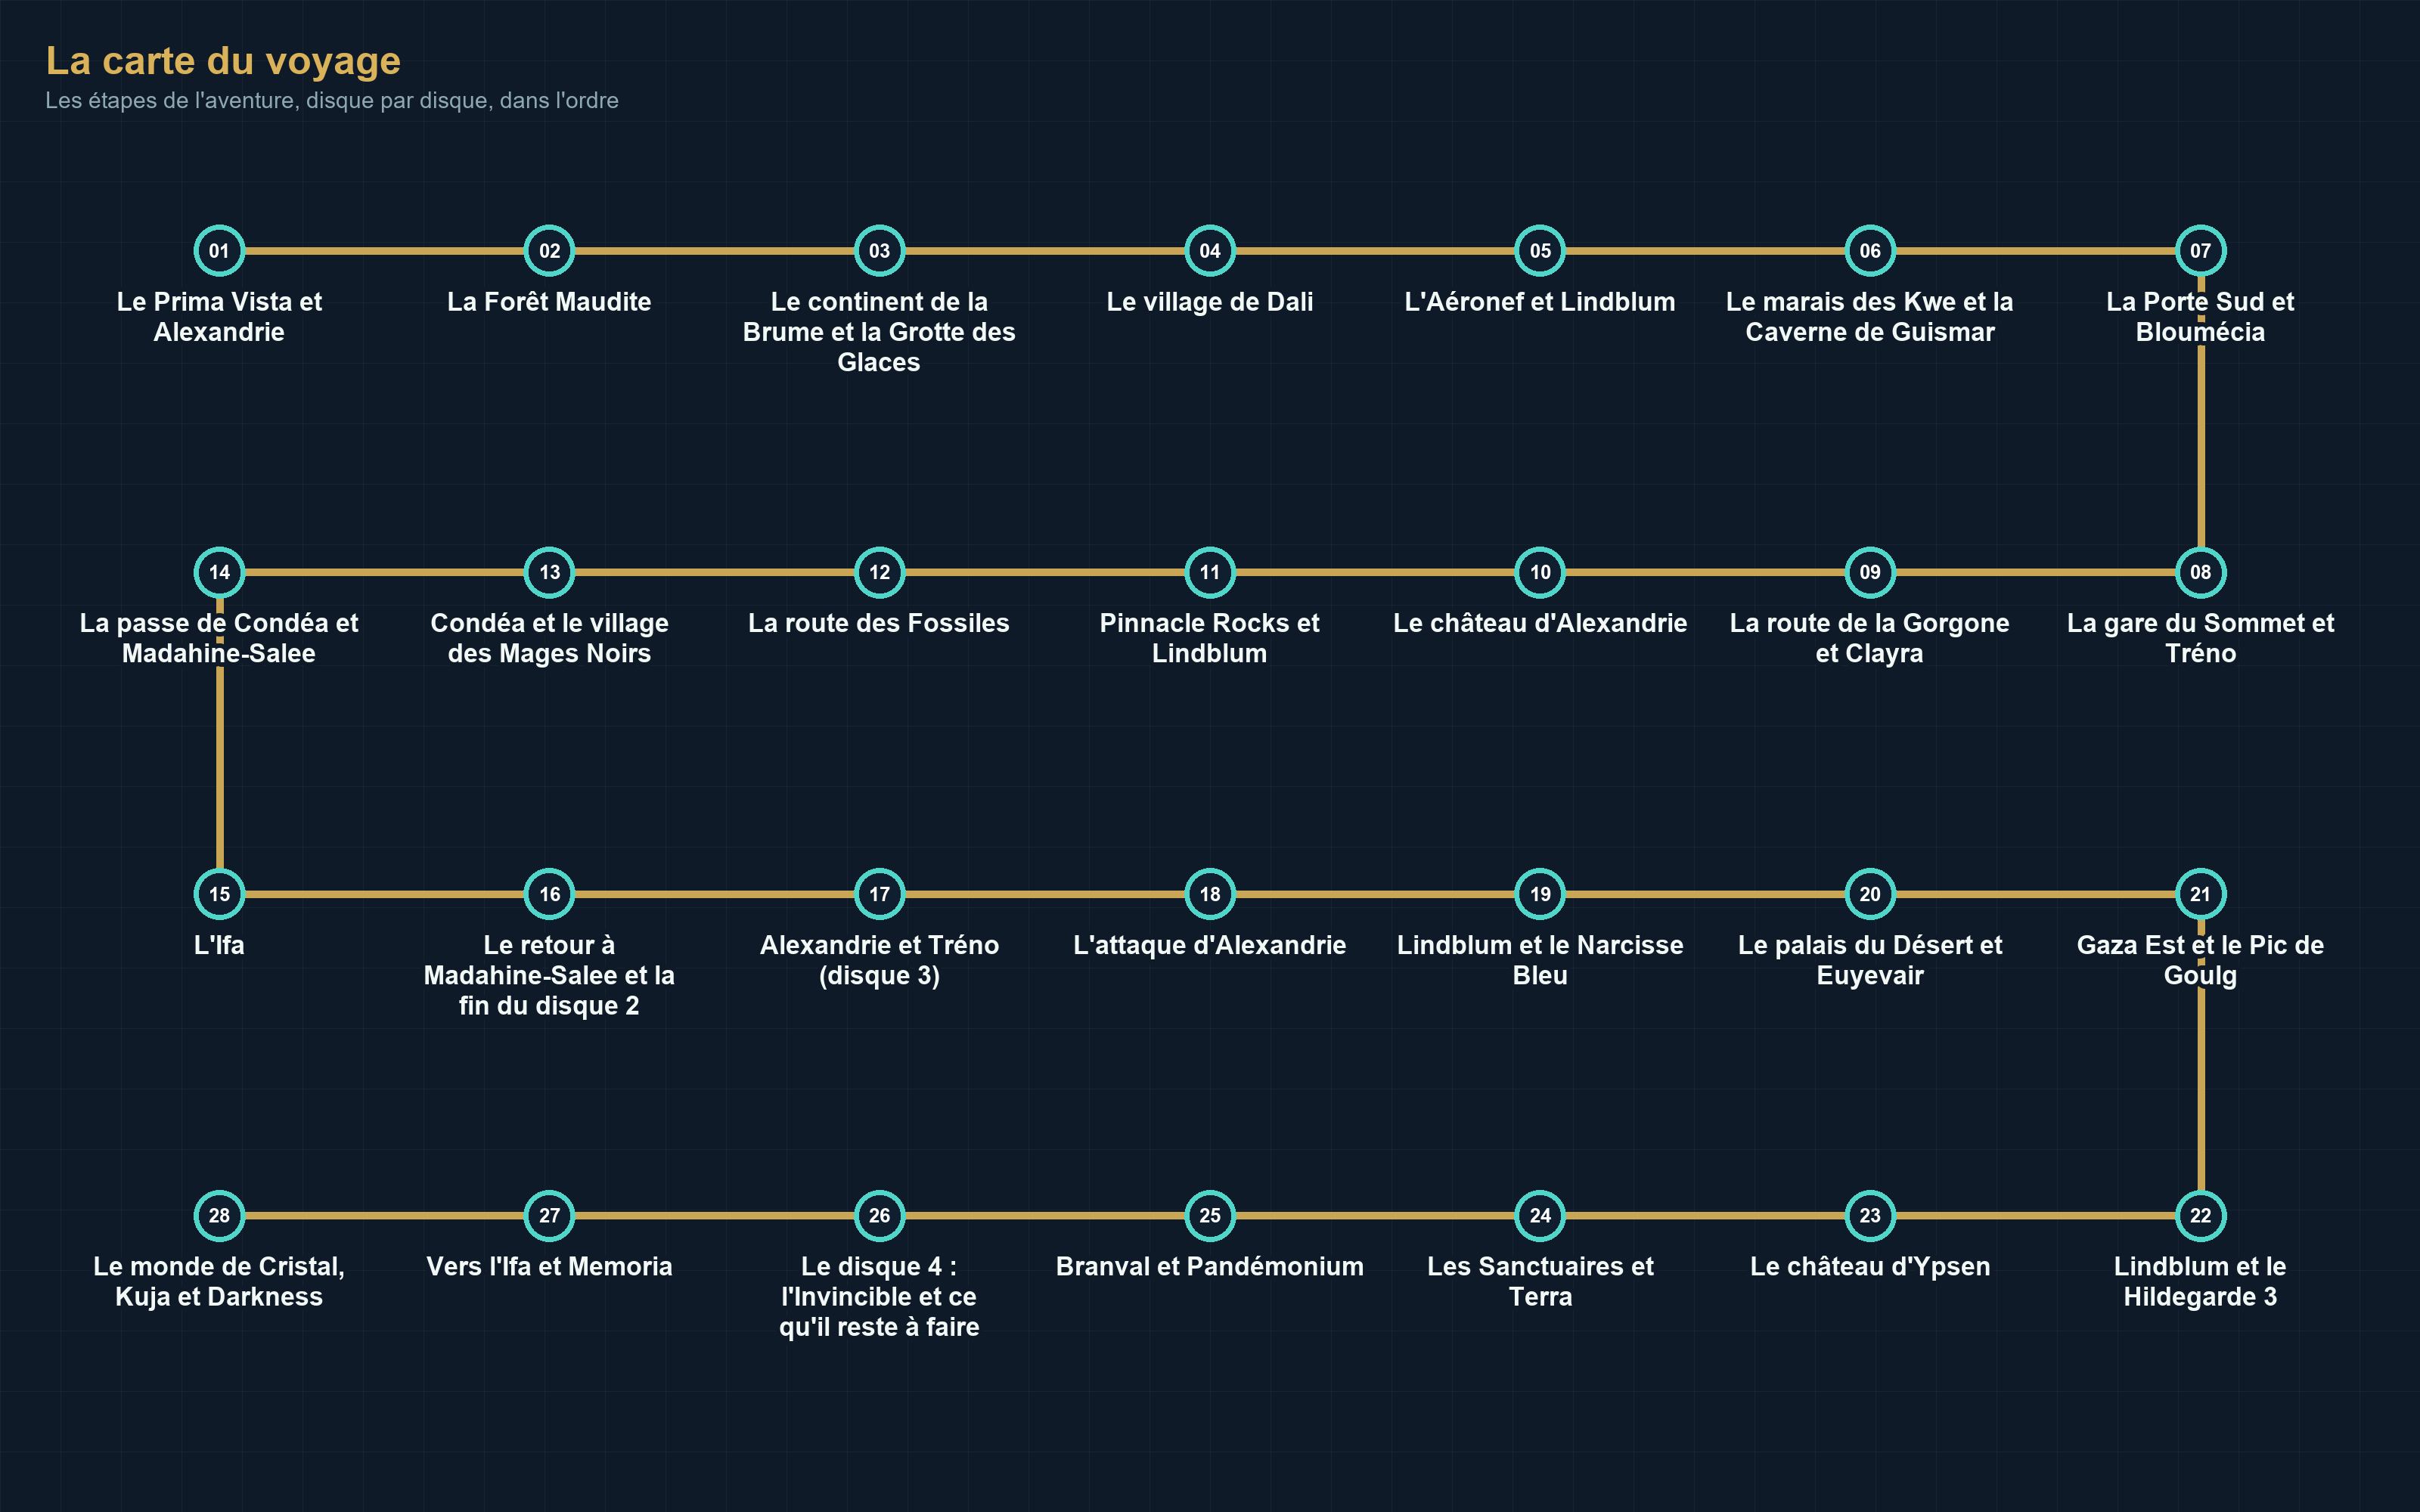 La carte du voyage
Les étapes de l'aventure, disque par disque, dans l'ordre
01
Le Prima Vista et
Alexandrie
02
La Forêt Maudite
03
Le continent de la
Brume et la Grotte des
Glaces
04
Le village de Dali
05
L'Aéronef et Lindblum
06
Le marais des Kwe et la
Caverne de Guismar
07
La Porte Sud et
Bloumécia
08
La gare du Sommet et
Tréno
09
La route de la Gorgone
et Clayra
10
Le château d'Alexandrie
11
Pinnacle Rocks et
Lindblum
12
La route des Fossiles
13
Condéa et le village
des Mages Noirs
14
La passe de Condéa et
Madahine-Salee
15
L'Ifa
16
Le retour à
Madahine-Salee et la
fin du disque 2
17
Alexandrie et Tréno
(disque 3)
18
L'attaque d'Alexandrie
19
Lindblum et le Narcisse
Bleu
20
Le palais du Désert et
Euyevair
21
Gaza Est et le Pic de
Goulg
22
Lindblum et le
Hildegarde 3
23
Le château d'Ypsen
24
Les Sanctuaires et
Terra
25
Branval et Pandémonium
26
Le disque 4 :
l'Invincible et ce
qu'il reste à faire
27
Vers l'Ifa et Memoria
28
Le monde de Cristal,
Kuja et Darkness